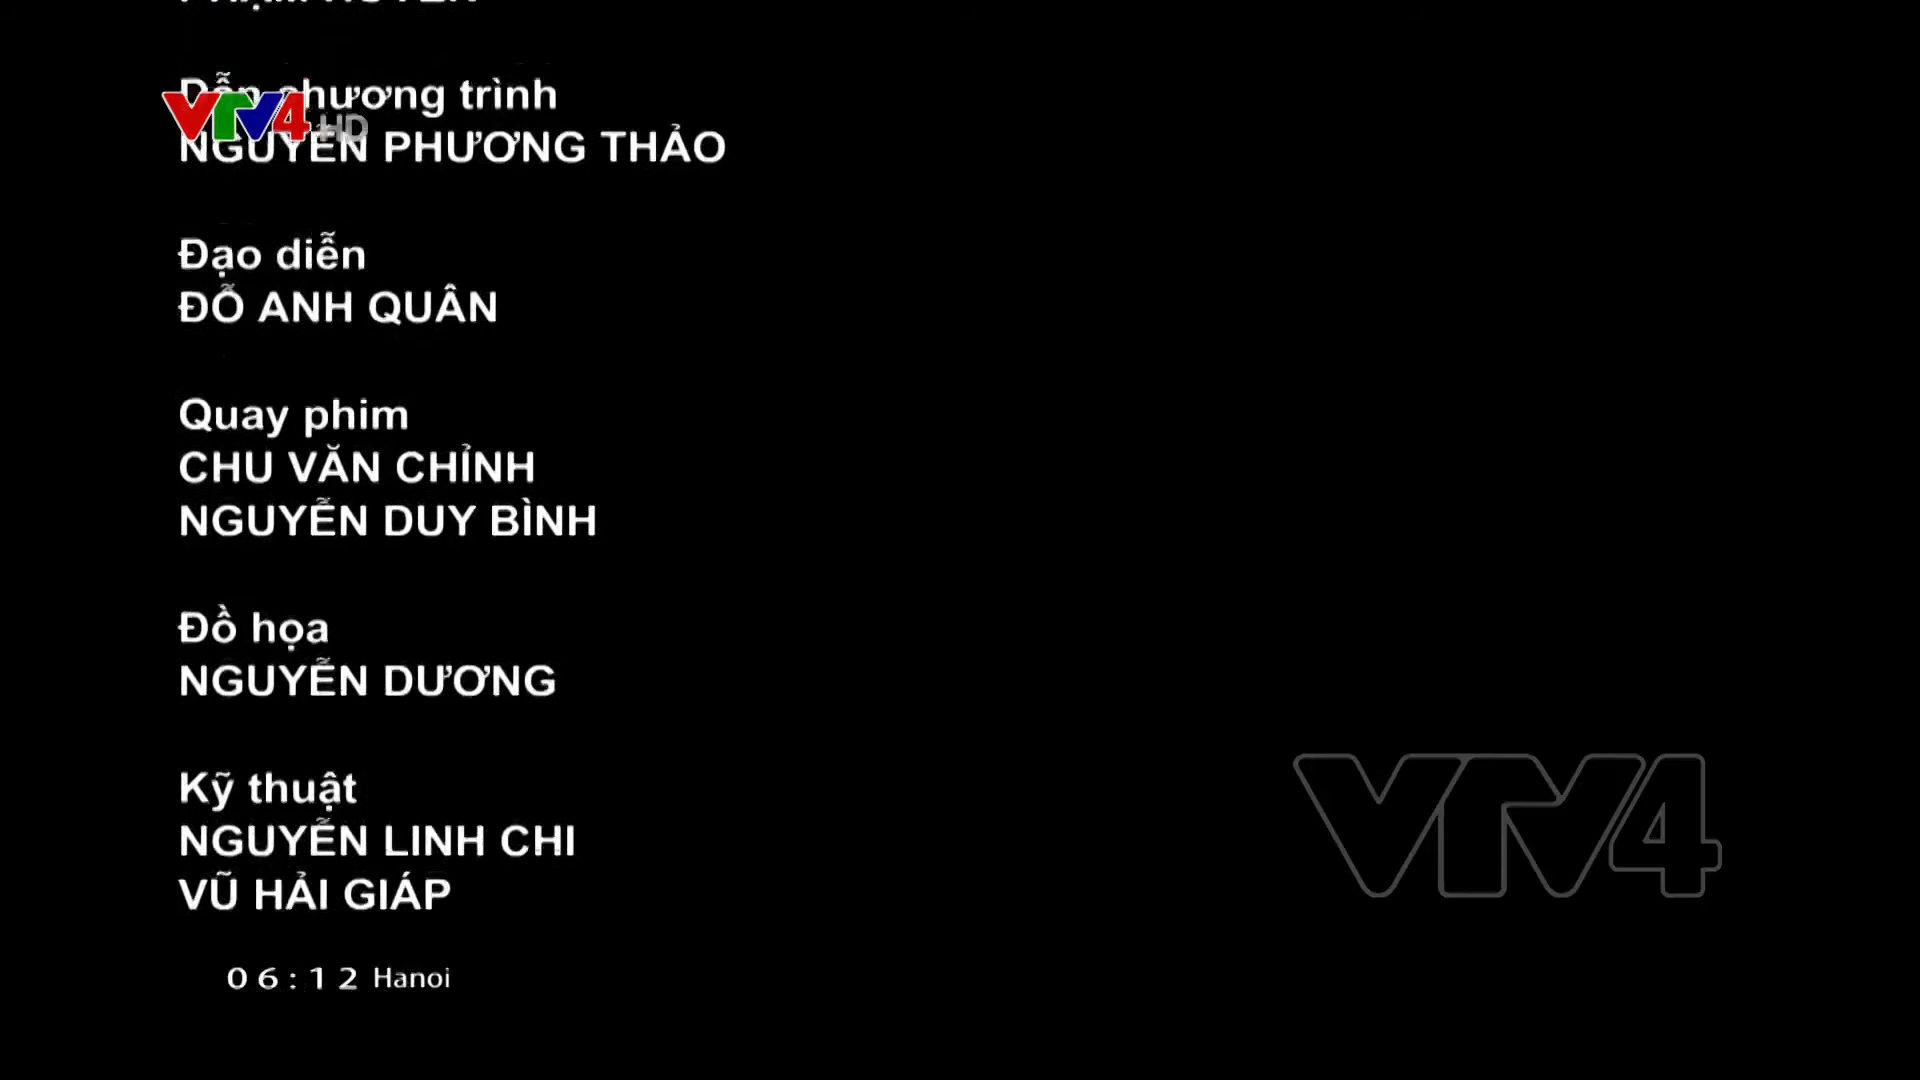 Dẫn chương trình
VTV4 HD
NGUYỄN PHƯƠNG THẢO
Đạo diễn
ĐỖ ANH QUÂN
Quay phim
CHU VĂN CHỈNH
NGUYỄN DUY BÌNH
Đồ họa
NGUYỄN DƯƠNG
Kỹ thuật
NGUYỄN LINH CHI
VŨ HẢI GIÁP
VTV4
06:12 Hanoi